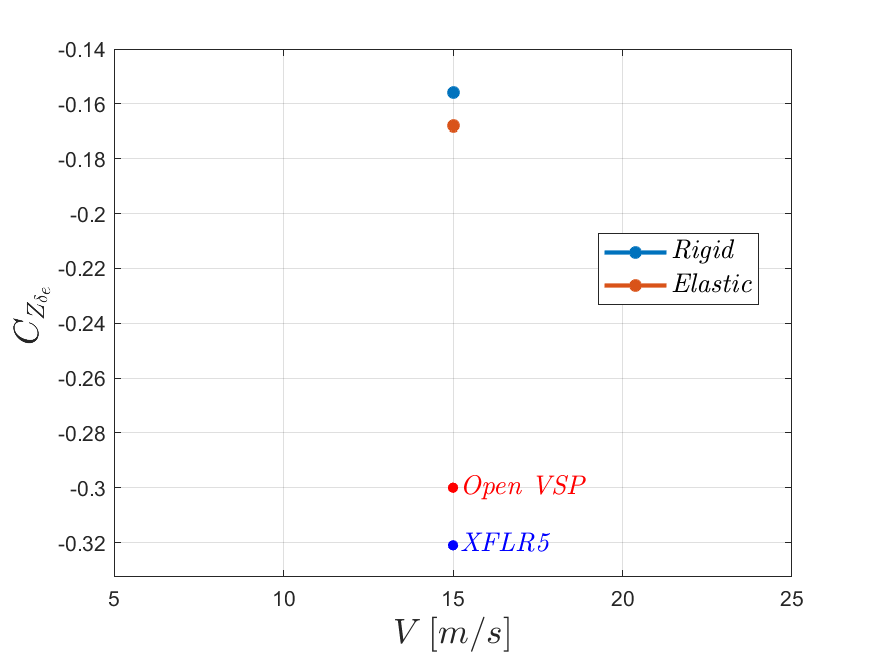 -0.14
-0.16
-0.18
-0.2
-0.22
-0.24
-0.26
-0.28
-0.3
-0.32
C_{Z_{δ_e}}
Rigid
Elastic
Open VSP
XFLR5
5 10 15 20 25
V [m/s]